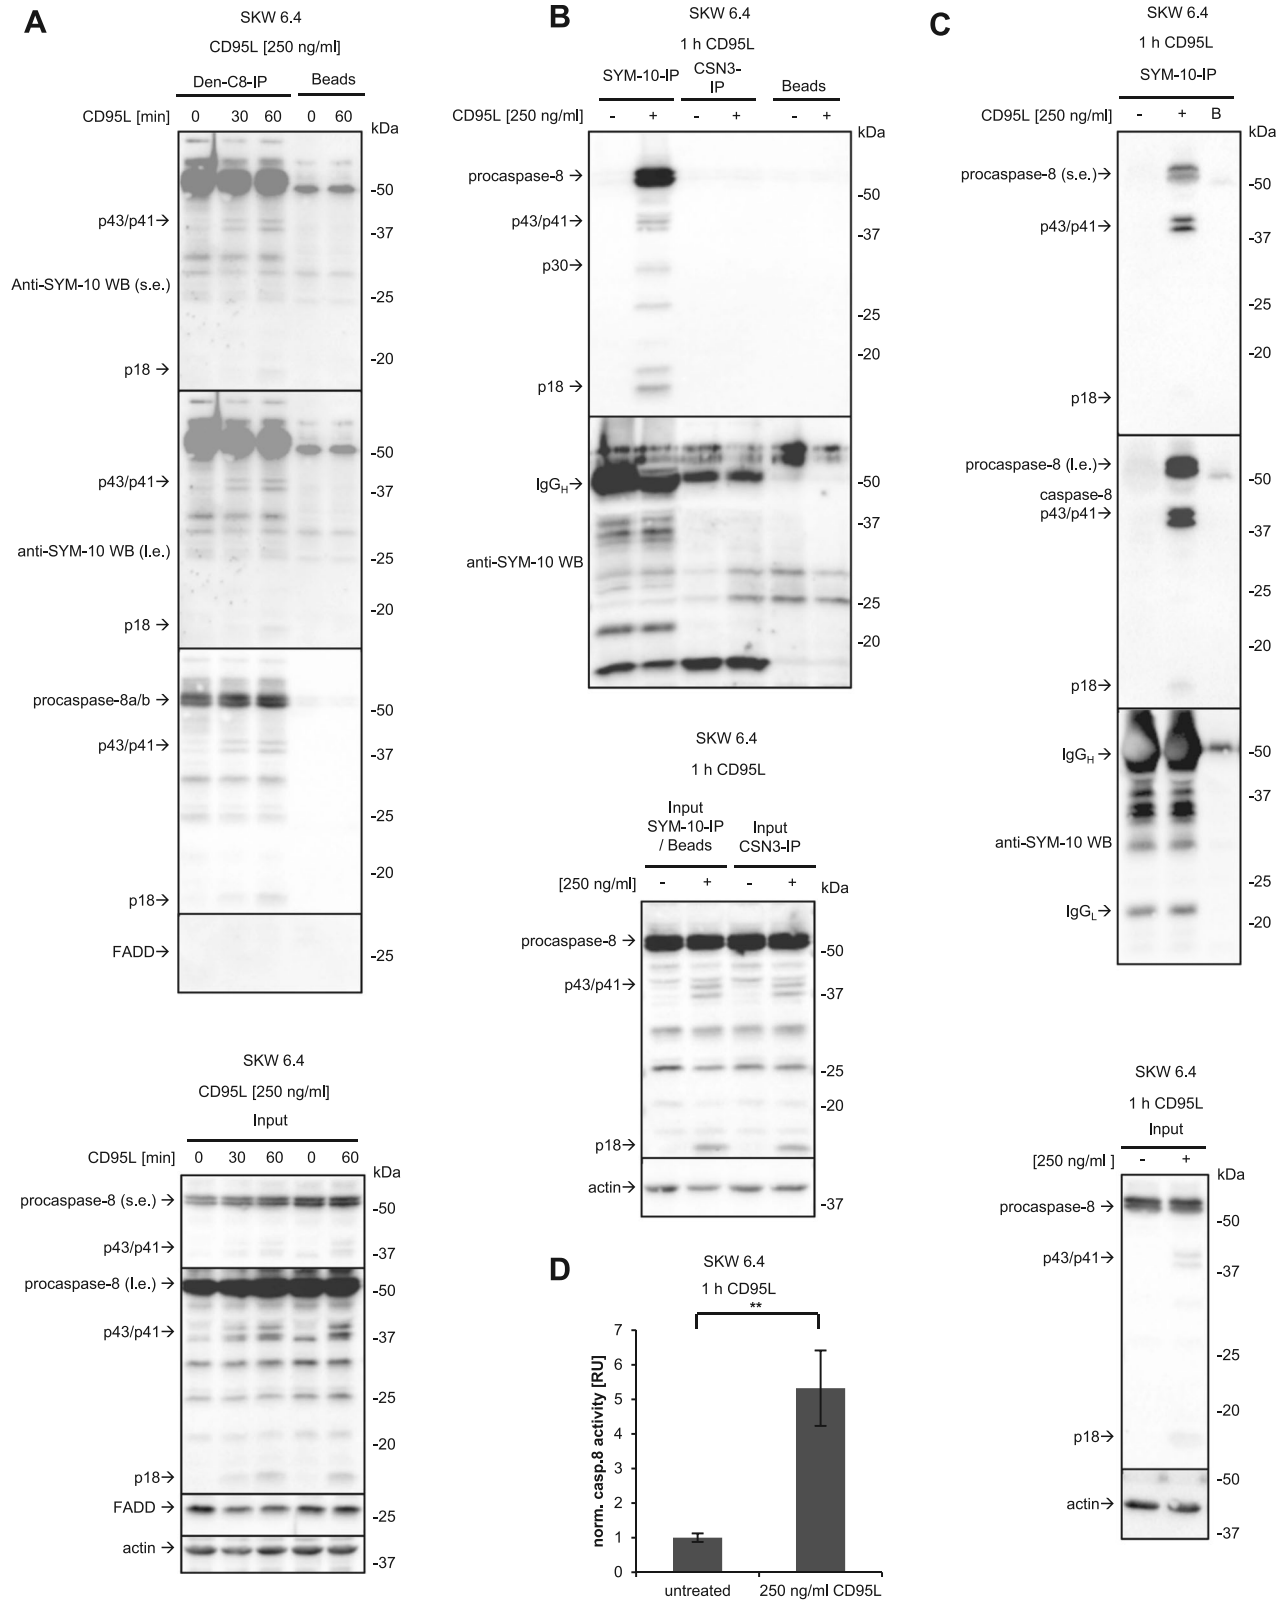 A
SKW 6.4
CD95L [250 ng/ml]
Den-C8-IP Beads
CD95L [min] 0 30 60 0 60
kDa
-50
p43/p41→
-37
Anti-SYM-10 WB (s.e.)
-25
-20
p18→
-50
p43/p41→
-37
anti-SYM-10 WB (l.e.)
-25
-20
p18→
procaspase-8a/b→
-50
p43/p41→
-37
-25
-20
p18→
FADD→
-25
SKW 6.4
CD95L [250 ng/ml]
Input
CD95L [min] 0 30 60 0 60
kDa
procaspase-8 (s.e.)→
-50
p43/p41→
-37
procaspase-8 (l.e.)→
-50
p43/p41→
-37
-25
-20
p18→
FADD→
-25
actin→
-37
B
SKW 6.4
1 h CD95L
SYM-10-IP CSN3-IP Beads
CD95L [250 ng/ml] - + - + - +
kDa
procaspase-8→
-50
p43/p41→
-37
p30→
-25
-20
p18→
IgGH→
-50
-37
anti-SYM-10 WB
-25
-20
SKW 6.4
1 h CD95L
Input SYM-10-IP / Beads
Input CSN3-IP
[250 ng/ml] - + - +
kDa
procaspase-8→
-50
p43/p41→
-37
-25
-20
p18→
actin→
-37
C
SKW 6.4
1 h CD95L
SYM-10-IP
CD95L [250 ng/ml] - + B
kDa
procaspase-8 (s.e.)→
-50
p43/p41→
-37
-25
-20
p18→
procaspase-8 (l.e.)→
-50
caspase-8
p43/p41→
-37
-25
-20
p18→
IgGH→
-50
-37
anti-SYM-10 WB
-25
IgGL→
-20
SKW 6.4
1 h CD95L
Input
[250 ng/ml ] - +
kDa
procaspase-8→
-50
p43/p41→
-37
-25
-20
p18→
-50
actin→
-37
D
SKW 6.4
1 h CD95L
**
norm. casp.8 activity [RU]
7
6
5
4
3
2
1
0
untreated 250 ng/ml CD95L